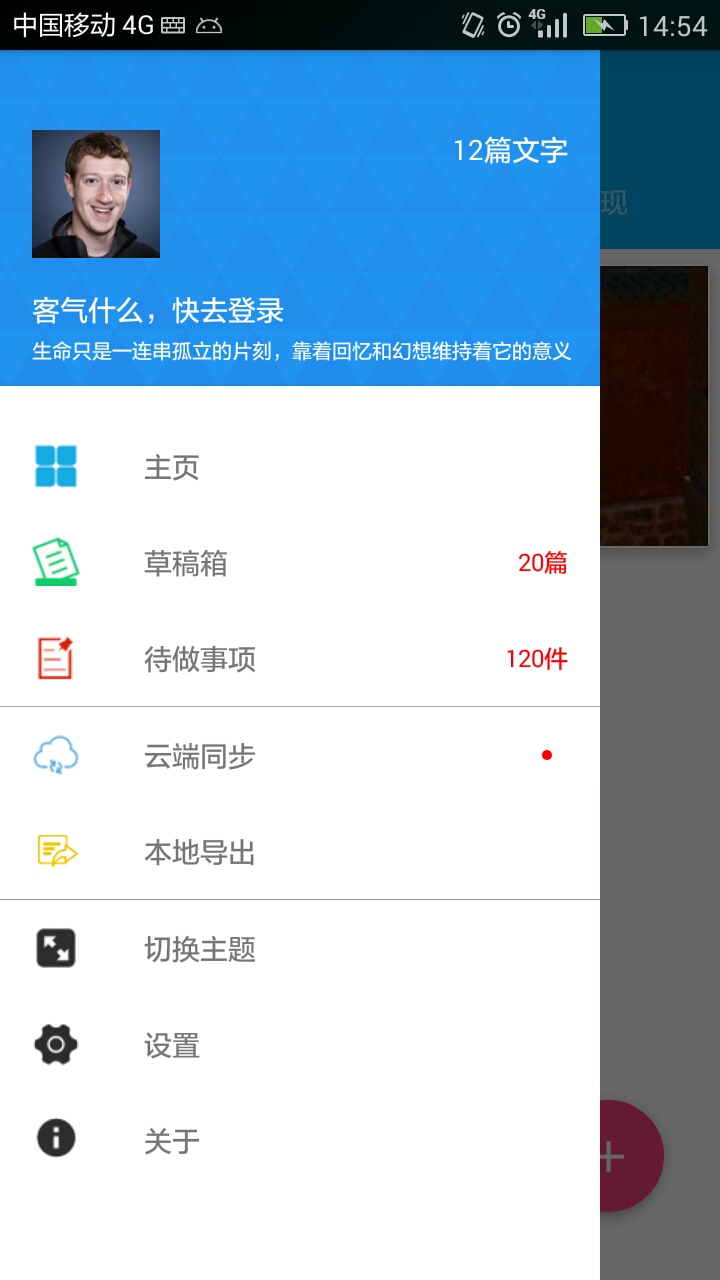 中国移动 4G 4G 14:54
12篇文字
现
客气什么，快去登录
生命只是一连串孤立的片刻，靠着回忆和幻想维持着它的意义
主页
草稿箱 20篇
待做事项 120件
云端同步
本地导出
切换主题
设置
关于